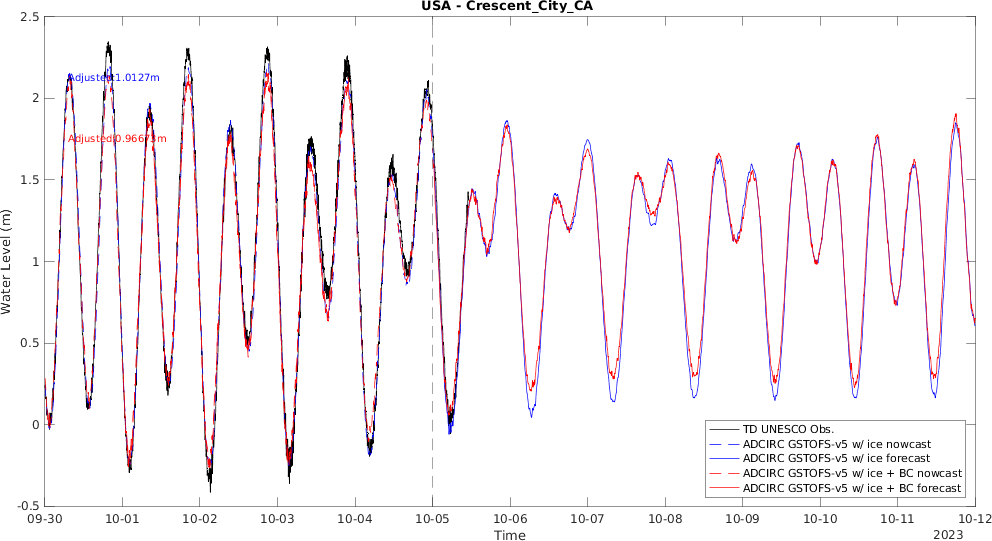 USA - Crescent_City_CA
2.5
2
1.5
1
0.5
0
-0.5
Water Level (m)
Adjusted:1.0127m
TD UNESCO Obs.
ADCIRC GSTOFS-v5 w/ ice nowcast
ADCIRC GSTOFS-v5 w/ ice forecast
ADCIRC GSTOFS-v5 w/ ice + BC nowcast
ADCIRC GSTOFS-v5 w/ ice + BC forecast
09-30 10-01 10-02 10-03 10-04 10-05 10-06 10-07 10-08 10-09 10-10 10-11 10-12
Time
2023